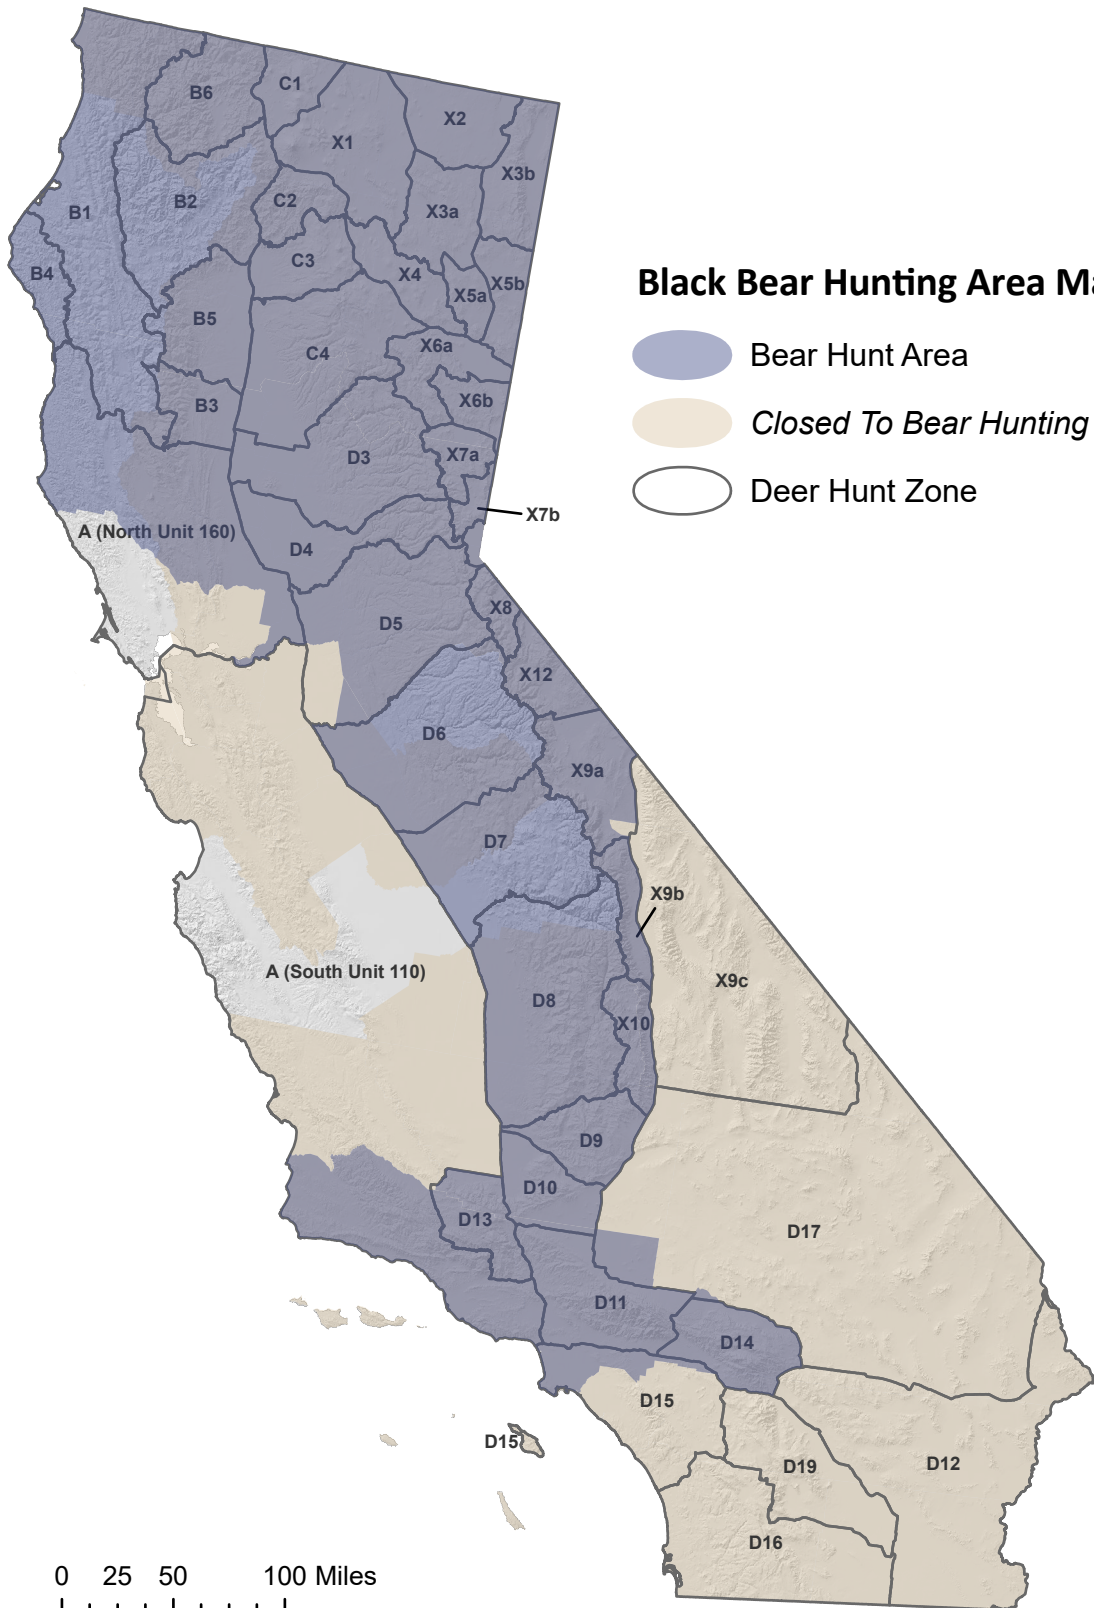 B6
C1
X2
X1
X3b
B2
C2
B1
X3a
B4
C3
X4
X5b
X5a
Black Bear Hunting Area Ma
B5
X6a
C4
Bear Hunt Area
X6b
B3
Closed To Bear Hunting
D3
X7a
Deer Hunt Zone
X7b
A (North Unit 160)
D4
X8
D5
X12
D6
X9a
D7
X9b
A (South Unit 110)
X9c
D8
X10
D9
D10
D13
D17
D11
D14
D15
D15
D19
D12
D16
0 25 50 100 Miles